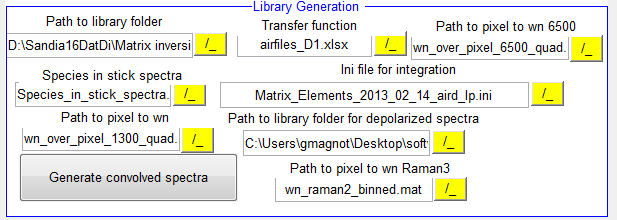 Library Generation
Path to library folder
Transfer function
Path to pixel to wn 6500
D:\Sandia16DatDi\Matrix inversi
/_
airfiles_D1.xlsx
/_
wn_over_pixel_6500_quad.
/_
Species in stick spectra
Ini file for integration
Species_in_stick_spectra.
/_
Matrix_Elements_2013_02_14_aird_lp.ini
/_
Path to pixel to wn
Path to library folder for depolarized spectra
wn_over_pixel_1300_quad.
/_
C:\Users\gmagnot\Desktop\soft
/_
Generate convolved spectra
Path to pixel to wn Raman3
wn_raman2_binned.mat
/_